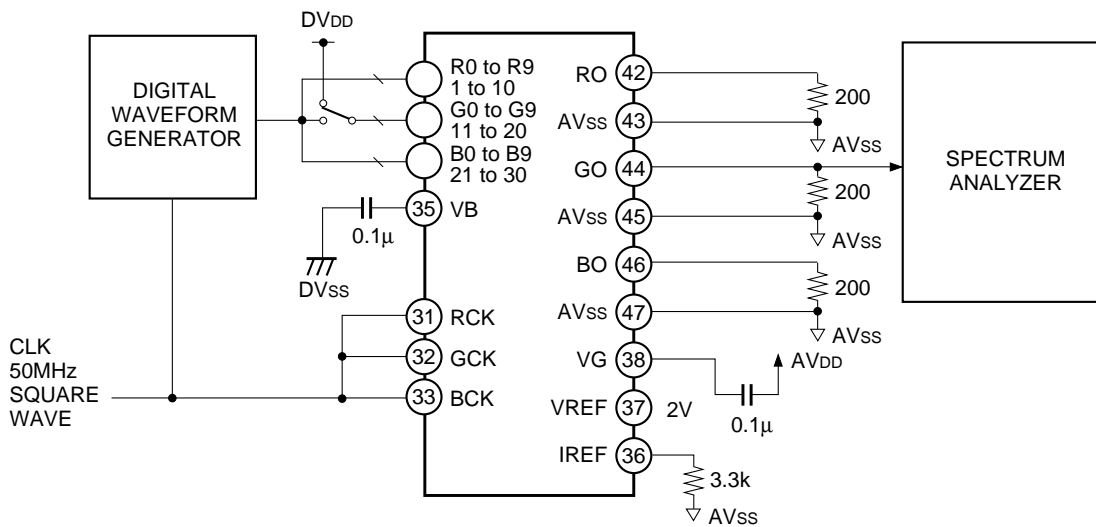 DVDD
DIGITAL
WAVEFORM
GENERATOR
R0 to R9
1 to 10
G0 to G9
11 to 20
B0 to B9
21 to 30
35 VB
0.1μ
DVSS
31 RCK
32 GCK
33 BCK
CLK
50MHz
SQUARE
WAVE
RO 42
200
AVSS 43
AVSS
GO 44
200
AVSS 45
AVSS
BO 46
200
AVSS 47
AVSS
VG 38
AVDD
0.1μ
VREF 37 2V
IREF 36
3.3k
AVSS
SPECTRUM
ANALYZER